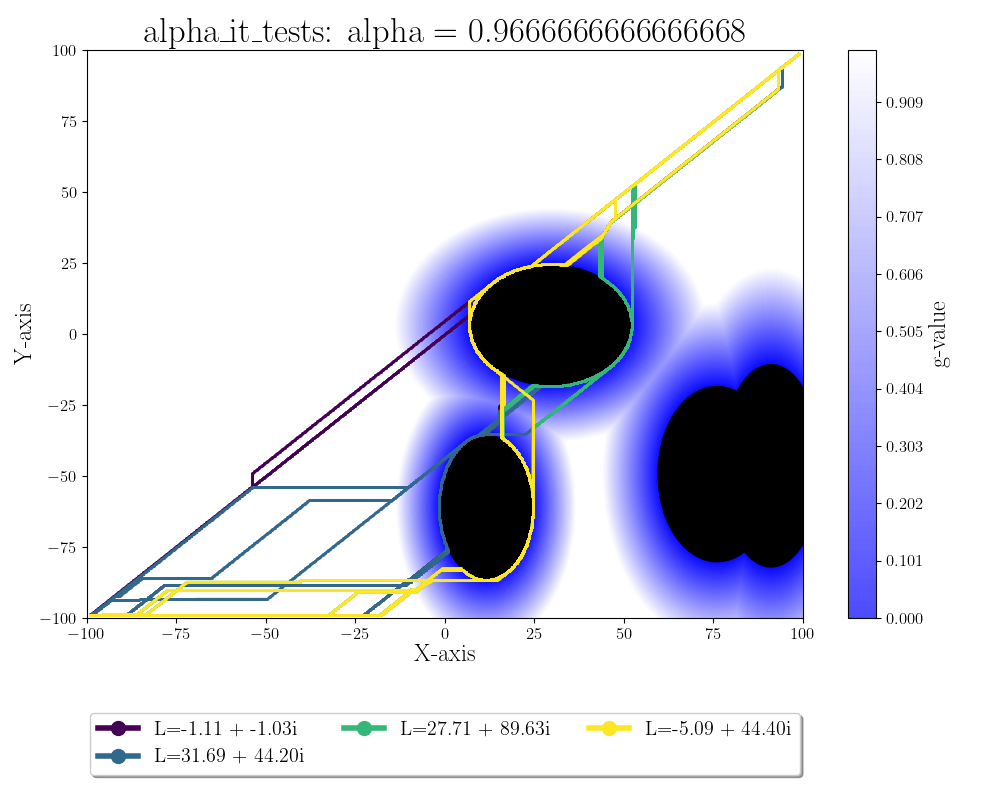 alpha_it_tests: alpha = 0.9666666666666668
100
75
50
25
0
−25
−50
−75
−100
Y-axis
−100 −75 −50 −25 0 25 50 75 100
X-axis
0.909
0.808
0.707
0.606
0.505
0.404
0.303
0.202
0.101
0.000
g-value
L=-1.11 + -1.03i L=27.71 + 89.63i L=-5.09 + 44.40i
L=31.69 + 44.20i